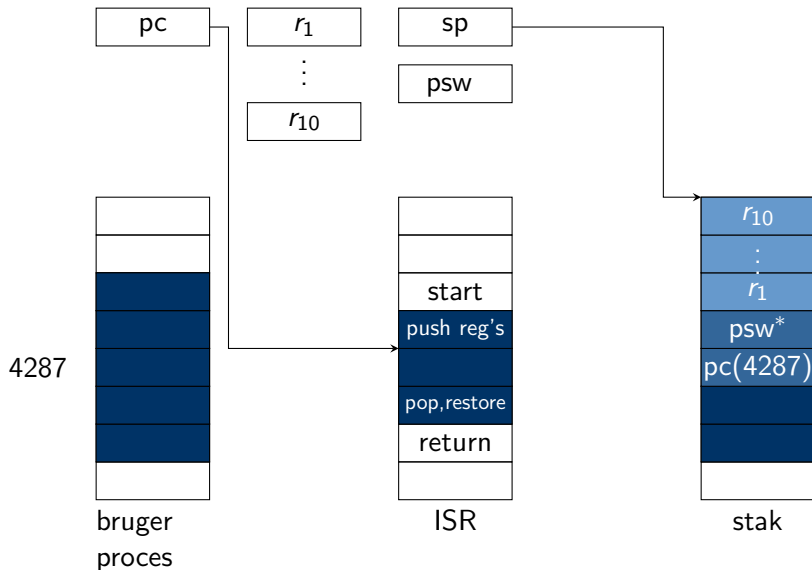 pc
r1
sp
⋮
psw
r10
r10
⋮
start
r1
push reg's
psw*
4287
pc(4287)
pop,restore
return
bruger
proces
ISR
stak